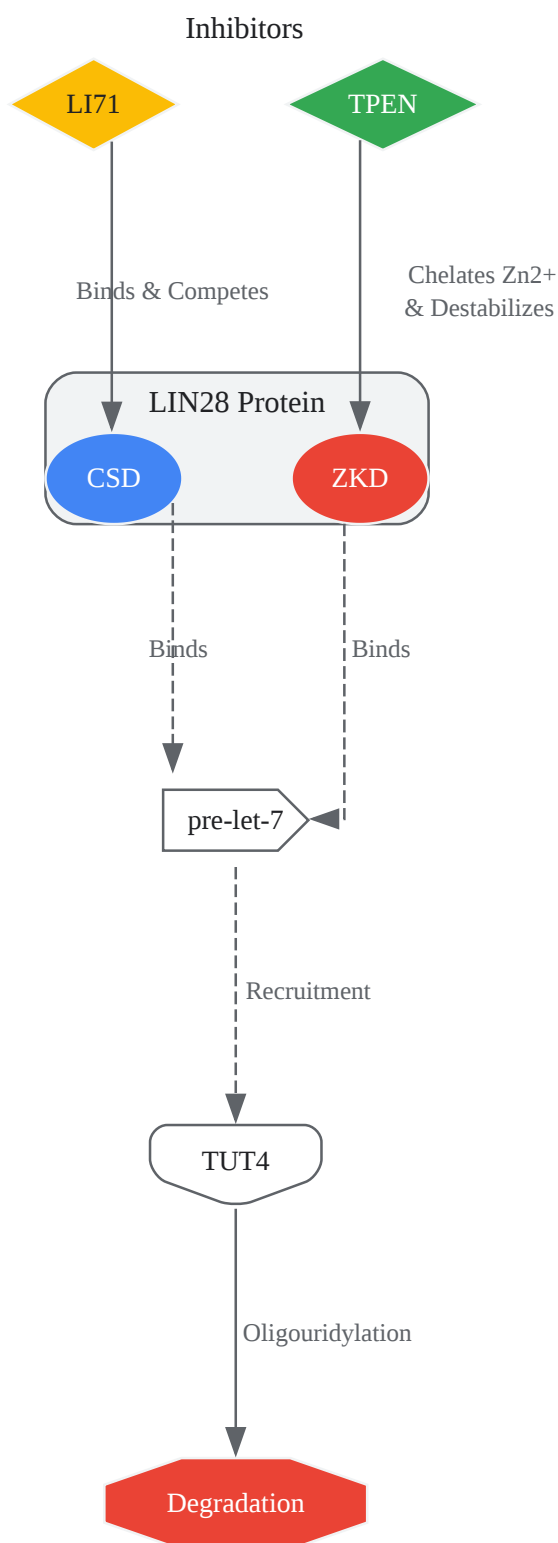 Inhibitors
LI71
TPEN
Binds & Competes
Chelates Zn2+
& Destabilizes
LIN28 Protein
CSD
ZKD
Binds
Binds
pre-let-7
Recruitment
TUT4
Oligouridylation
Degradation